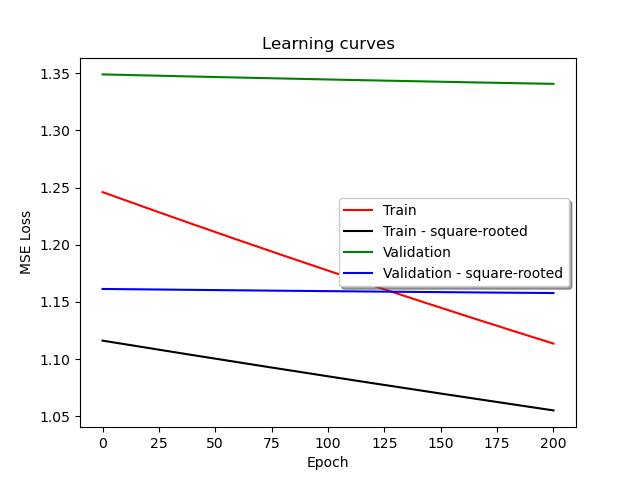 Learning curves
MSE Loss
1.35
1.30
1.25
1.20
1.15
1.10
1.05
Train
Train - square-rooted
Validation
Validation - square-rooted
0 25 50 75 100 125 150 175 200
Epoch